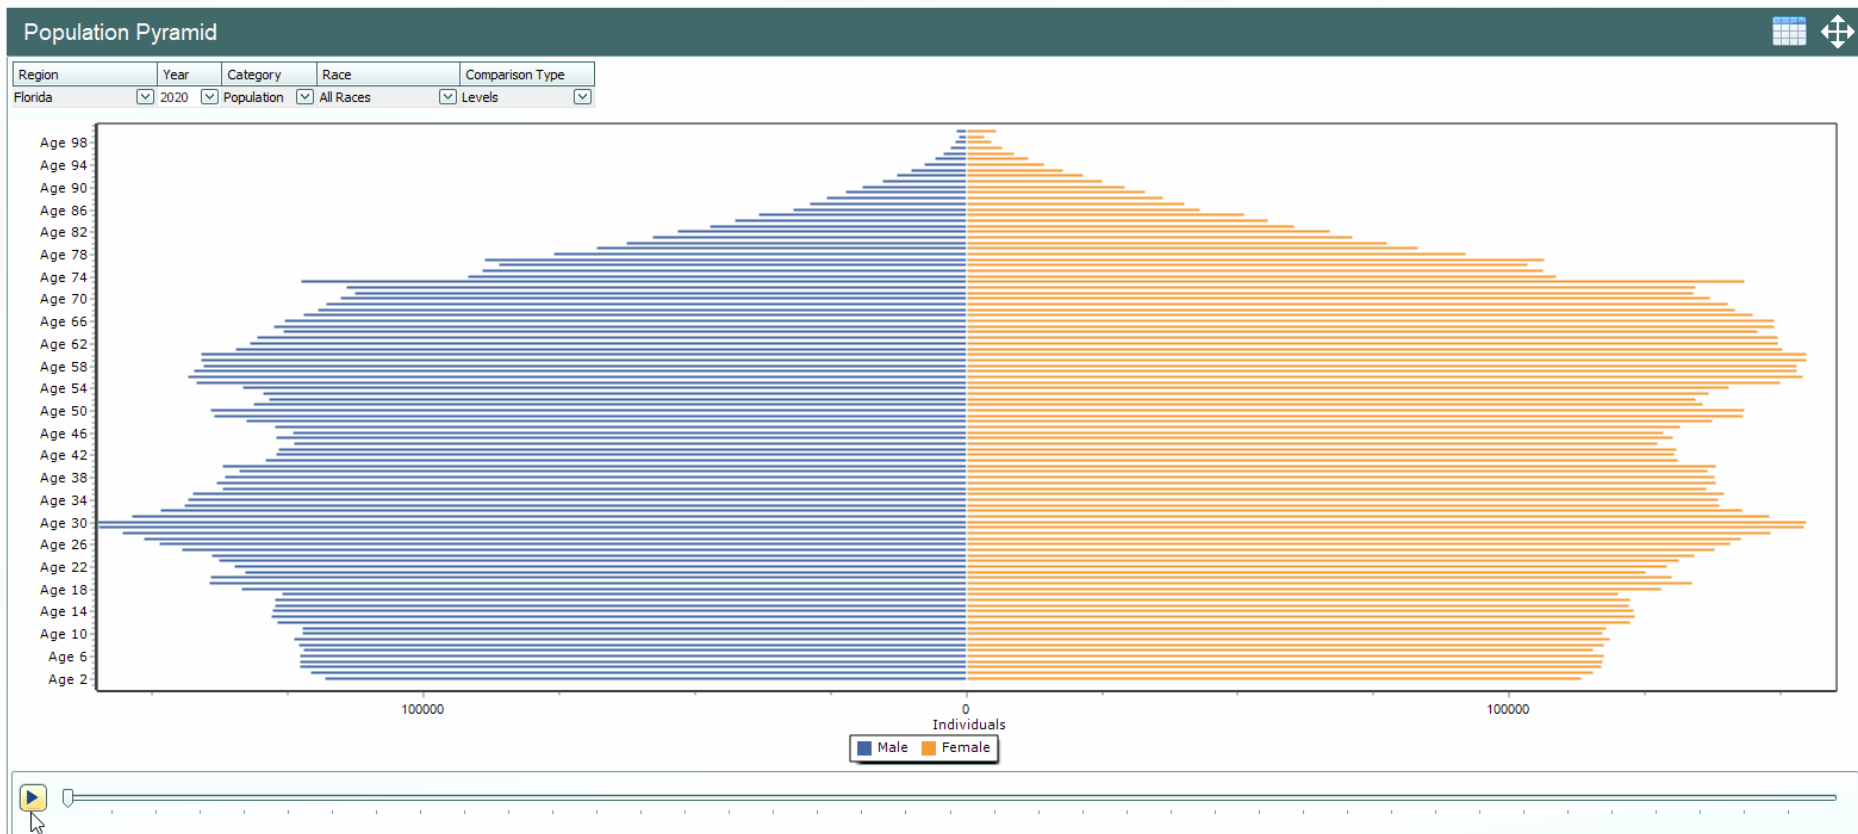 Population Pyramid
Region Year Category Race Comparison Type
Florida 2020 Population All Races Levels
Age 98
Age 94
Age 90
Age 86
Age 82
Age 78
Age 74
Age 70
Age 66
Age 62
Age 58
Age 54
Age 50
Age 46
Age 42
Age 38
Age 34
Age 30
Age 26
Age 22
Age 18
Age 14
Age 10
Age 6
Age 2
100000 0 100000
Individuals
Male Female